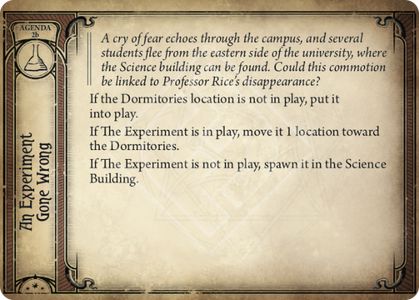 AGENDA
2b
An Experiment
Gone Wrong
A cry of fear echoes through the campus, and several
students flee from the eastern side of the university, where
the Science building can be found. Could this commotion
be linked to Professor Rice's disappearance?
If the Dormitories location is not in play, put it
into play.
If The Experiment is in play, move it 1 location toward
the Dormitories.
If The Experiment is not in play, spawn it in the Science
Building.